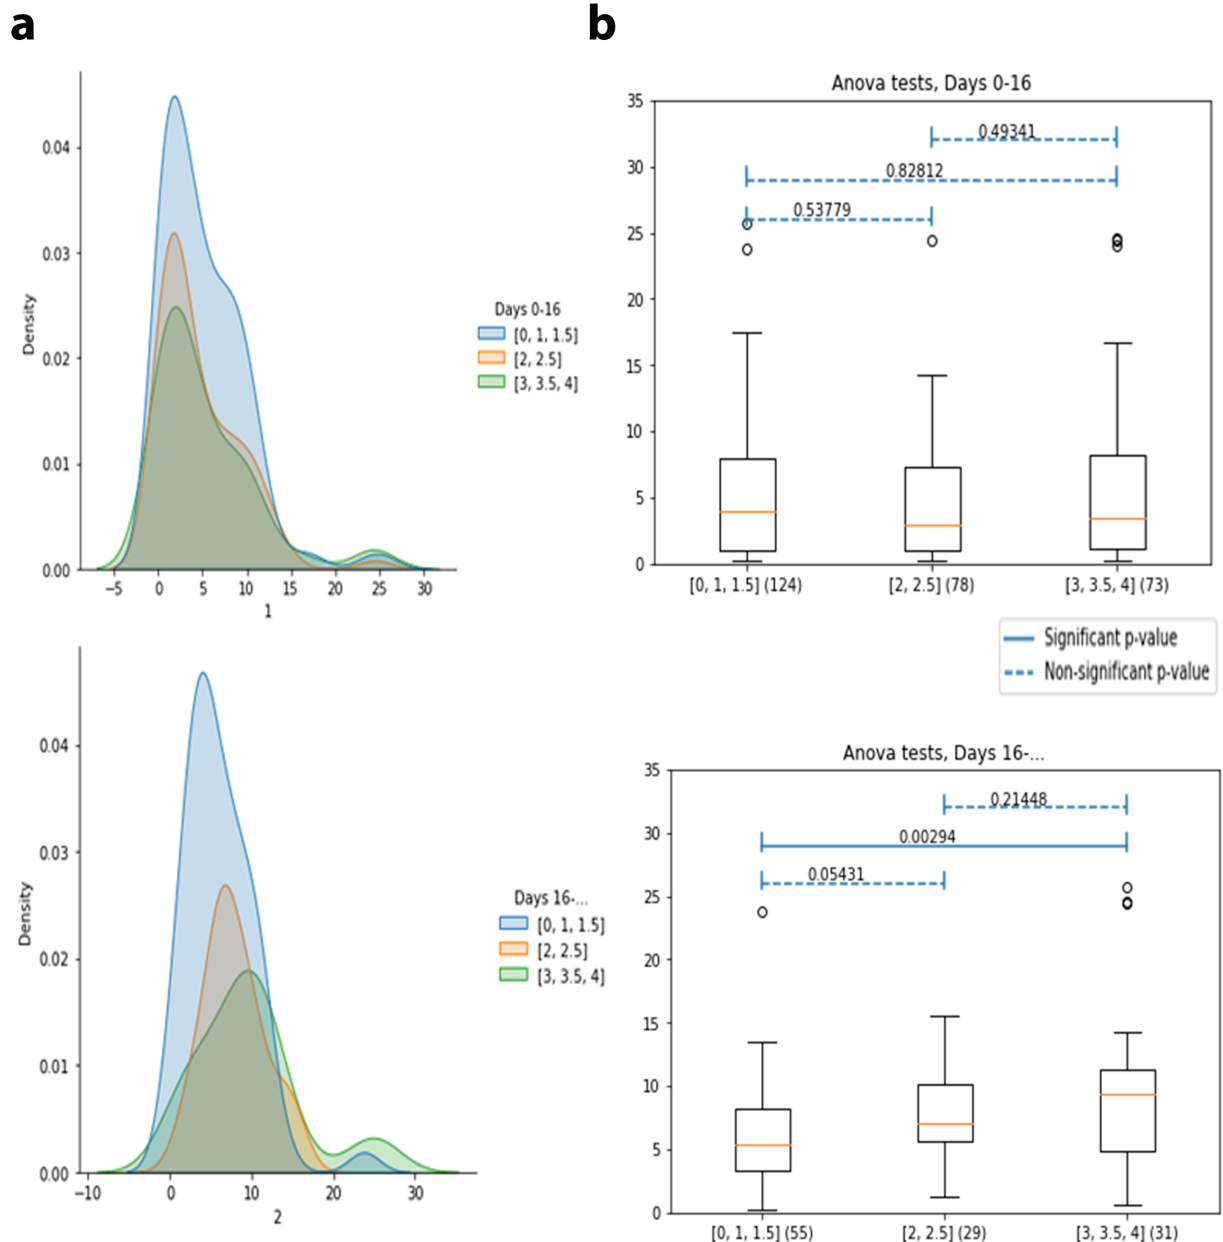 a
b
Density
0.04
0.03
0.02
0.01
0.00
−5 0 5 10 15 20 25 30
1
Days 0-16
[0, 1, 1.5]
[2, 2.5]
[3, 3.5, 4]
Anova tests, Days 0-16
35
30
25
20
15
10
5
0
0.49341
0.82812
0.53779
[0, 1, 1.5] (124) [2, 2.5] (78) [3, 3.5, 4] (73)
Significant p-value
Non-significant p-value
Density
0.04
0.03
0.02
0.01
0.00
−10 0 10 20 30
2
Days 16-...
[0, 1, 1.5]
[2, 2.5]
[3, 3.5, 4]
Anova tests, Days 16-...
35
30
25
20
15
10
5
0
0.21448
0.00294
0.05431
[0, 1, 1.5] (55) [2, 2.5] (29) [3, 3.5, 4] (31)